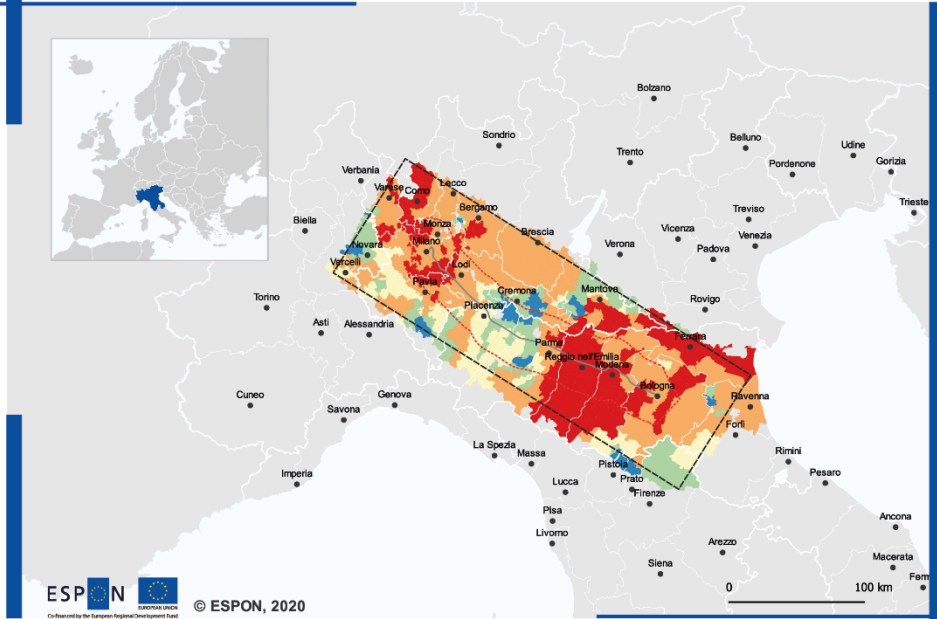 Bolzano
Sondrio
Belluno
Udine
Trento
Pordenone
Gorizia
Verbania
Varese
Como
Lecco
Bergamo
Treviso
Trieste
Biella
Monza
Brescia
Vicenza
Venezia
Novara
Milano
Verona
Padova
Vercelli
Lodi
Pavia
Cremona
Mantova
Torino
Piacenza
Rovigo
Asti
Alessandria
Parma
Ferrara
Reggio nell'Emilia
Modena
Bologna
Cuneo
Genova
Ravenna
Savona
Forlì
La Spezia
Massa
Rimini
Pistoia
Imperia
Lucca
Prato
Pesaro
Firenze
Pisa
Livorno
Ancona
Arezzo
Siena
Macerata
Ferm
0
100 km
ESPON
EUROPEAN UNION
Co-financed by the European Regional Development Fund
© ESPON, 2020